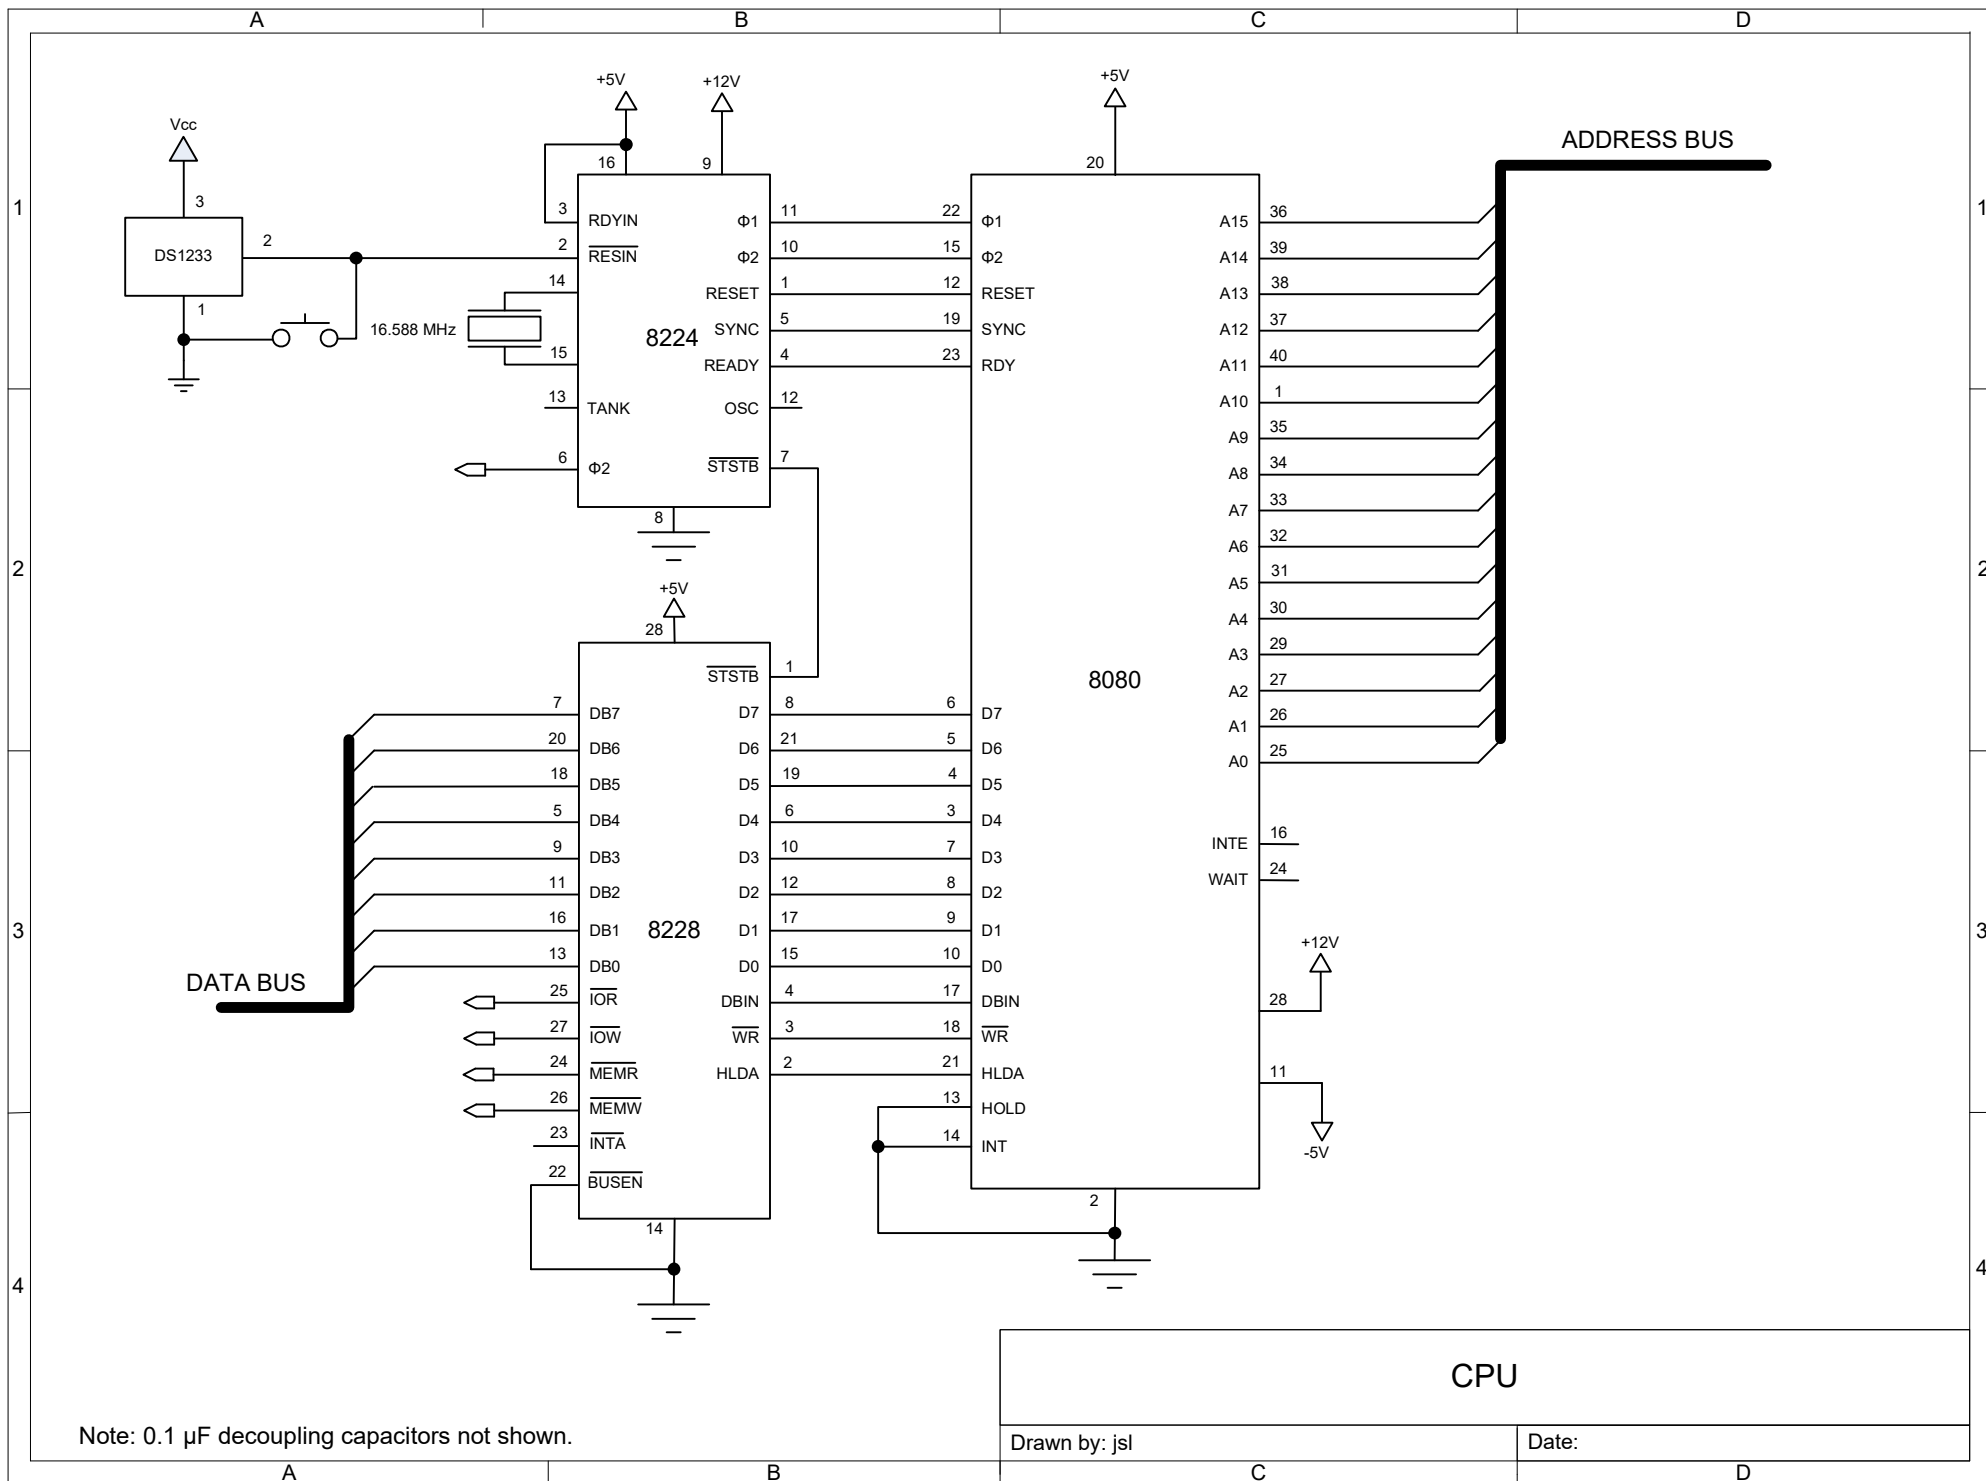 A B C D
+5V +12V +5V
Vcc
ADDRESS BUS
16 9 20
1 1
3
3 RDYIN Φ1 11 22 Φ1 A15 36
DS1233 2
2 RESIN Φ2 10 15 Φ2 A14 39
14 RESET 1 12 RESET A13 38
1
16.588 MHz
8224
SYNC 5 19 SYNC A12 37
15 READY 4 23 RDY A11 40
13 TANK OSC 12 A10 1
A9 35
6 Φ2 STSTB 7 A8 34
A7 33
8
A6 32
2 2
A5 31
+5V
28
A4 30
STSTB 1 A3 29
8080
A2 27
7 DB7 D7 8 6 D7 A1 26
20 DB6 D6 21 5 D6 A0 25
18 DB5 D5 19 4 D5
5 DB4 D4 6 3 D4
9 DB3 D3 10 7 D3 INTE 16
11 DB2 D2 12 8 D2 WAIT 24
3 3
16 DB1 8228 D1 17 9 D1
+12V
13 DB0 D0 15 10 D0
DATA BUS
25 IOR DBIN 4 17 DBIN 28
27 IOW WR 3 18 WR
24 MEMR HLDA 2 21 HLDA 11
26 MEMW 13 HOLD
23 INTA 14 INT
-5V
22 BUSEN
14 2
4 4
CPU
Note: 0.1 µF decoupling capacitors not shown.
Drawn by: jsl Date:
A B C D